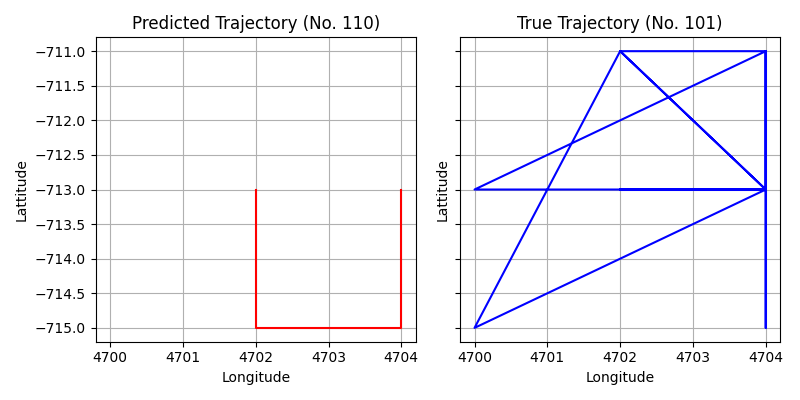 Predicted Trajectory (No. 110)
True Trajectory (No. 101)
Lattitude
−711.0
−711.5
−712.0
−712.5
−713.0
−713.5
−714.0
−714.5
−715.0
4700 4701 4702 4703 4704
Longitude
Lattitude
4700 4701 4702 4703 4704
Longitude